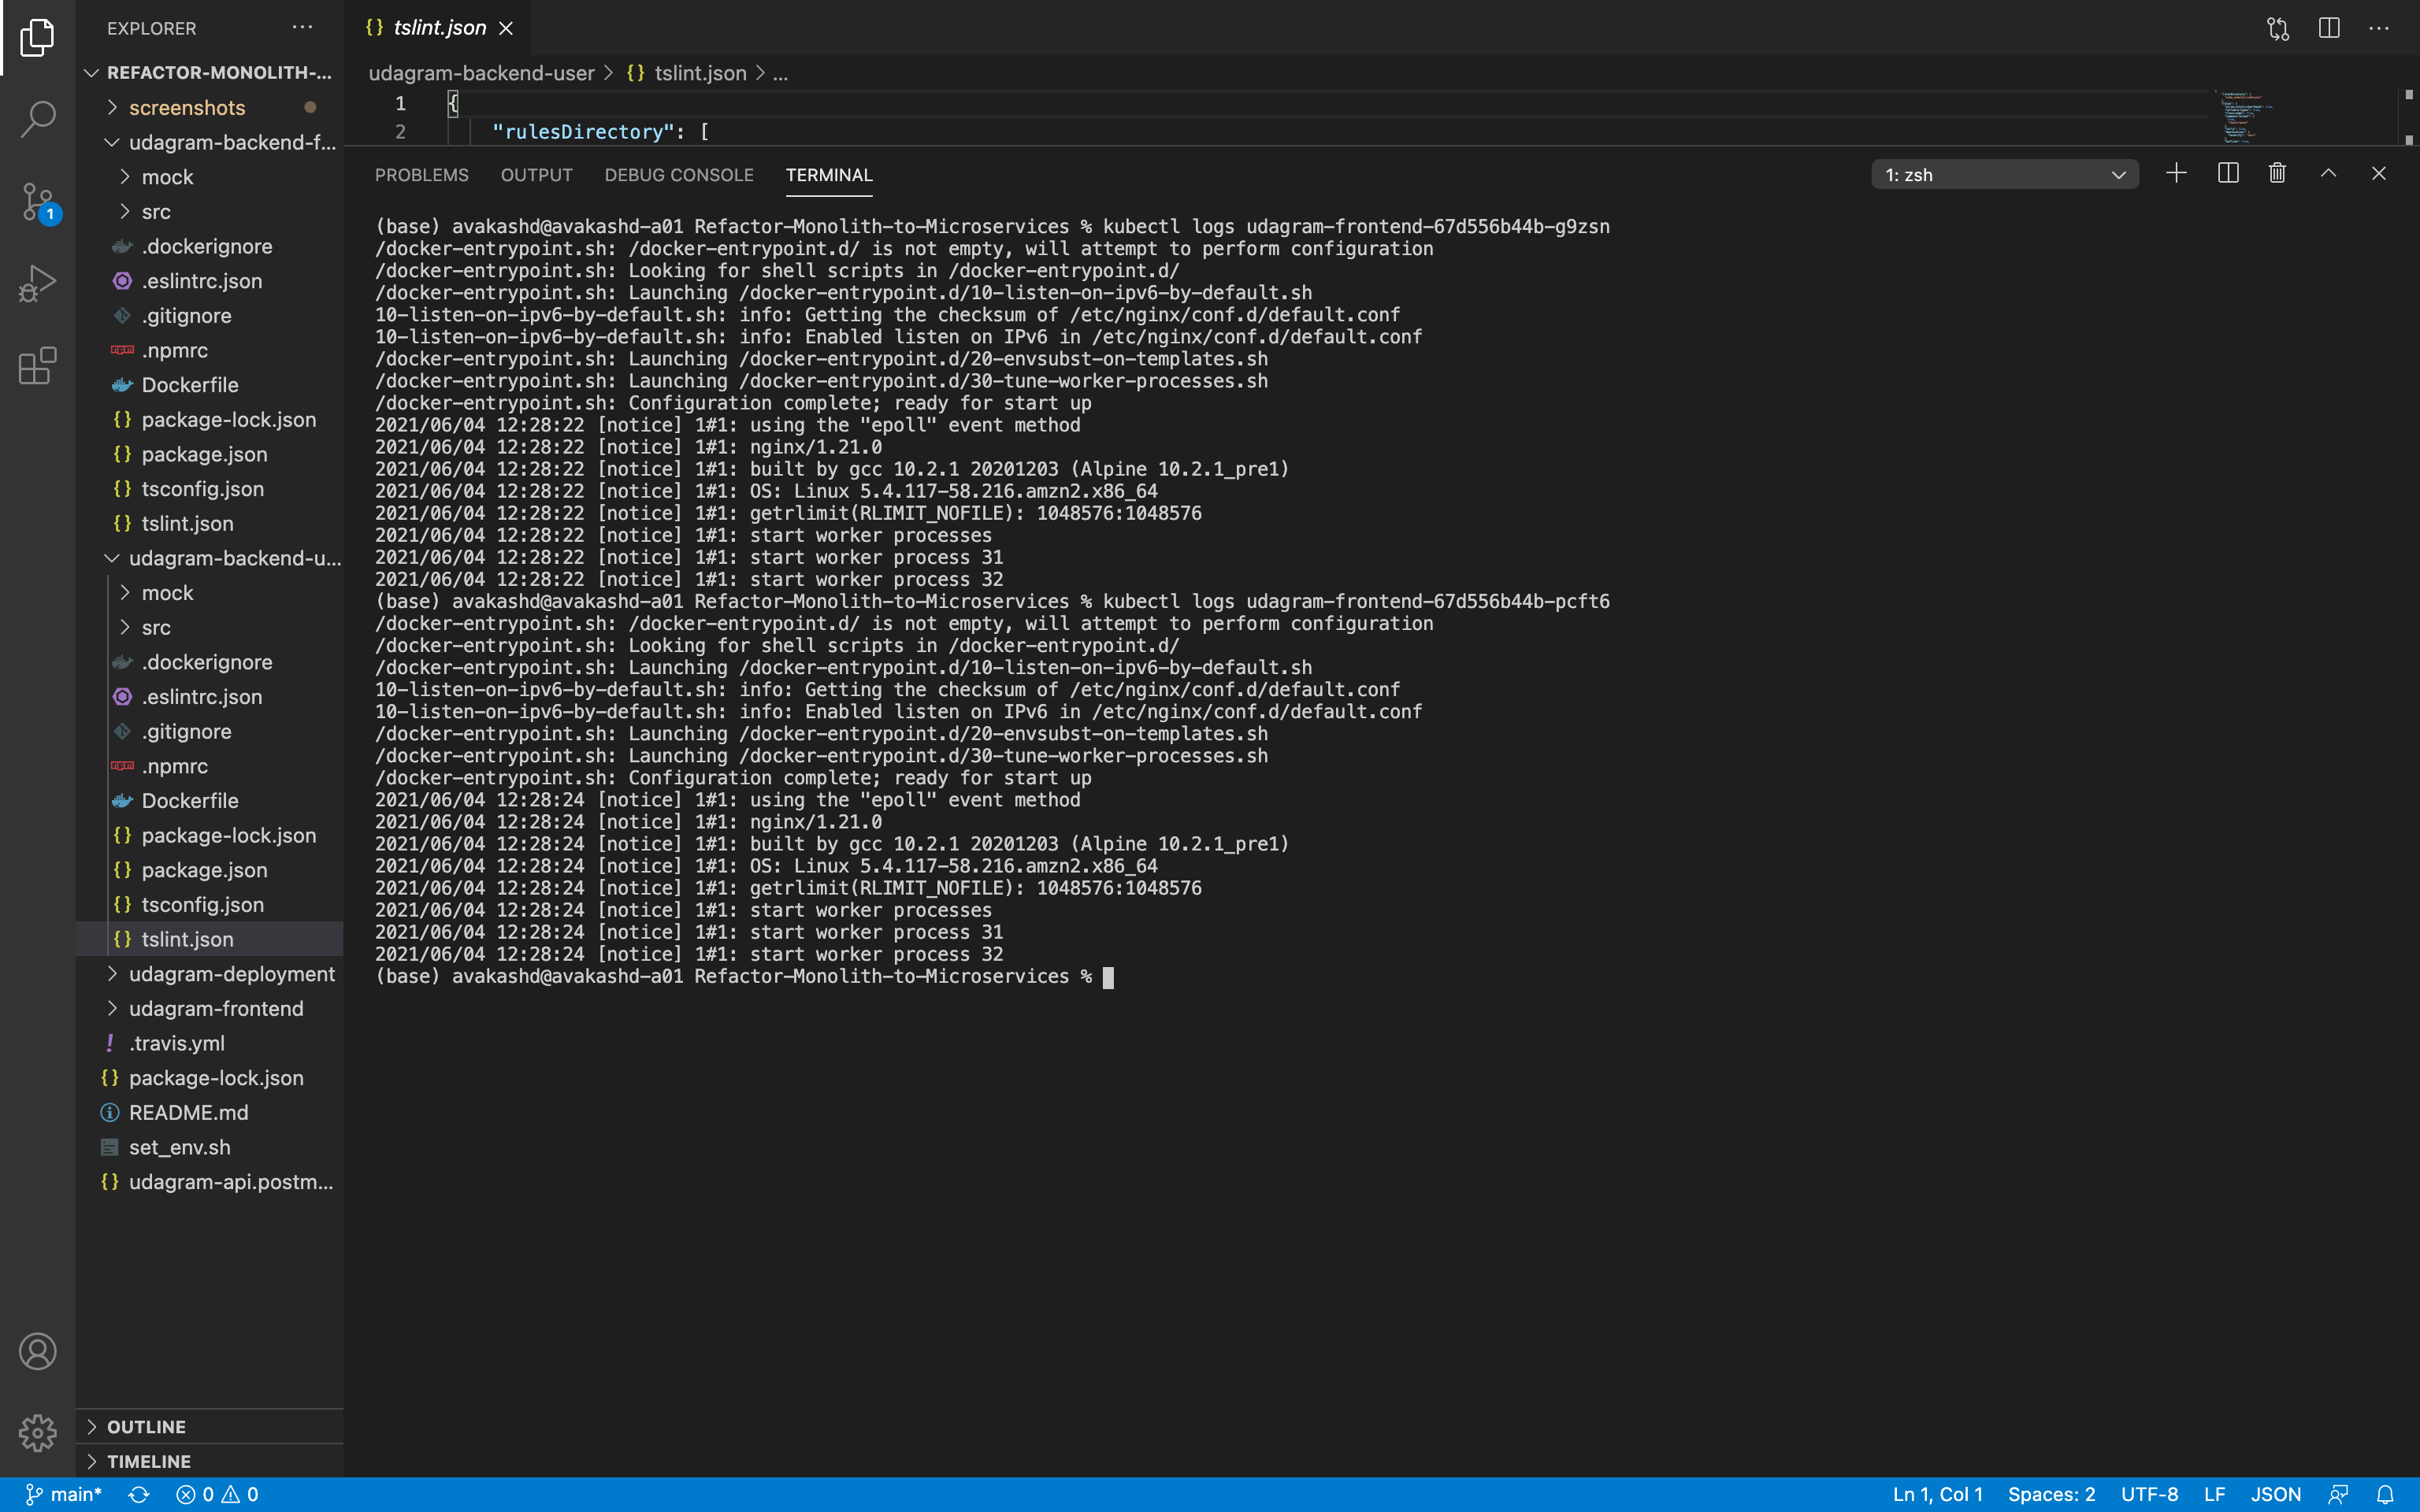 EXPLORER
REFACTOR-MONOLITH-...
screenshots
udagram-backend-f...
mock
src
.dockerignore
.eslintrc.json
.gitignore
.npmrc
Dockerfile
package-lock.json
package.json
tsconfig.json
tslint.json
udagram-backend-u...
mock
src
.dockerignore
.eslintrc.json
.gitignore
.npmrc
Dockerfile
package-lock.json
package.json
tsconfig.json
tslint.json
udagram-deployment
udagram-frontend
.travis.yml
package-lock.json
README.md
set_env.sh
udagram-api.postm...
OUTLINE
TIMELINE
1
tslint.json
udagram-backend-user > {} tslint.json > ...
1 {
2 "rulesDirectory": [
PROBLEMS OUTPUT DEBUG CONSOLE TERMINAL 1: zsh
(base) avakashd@avakashd-a01 Refactor-Monolith-to-Microservices % kubectl logs udagram-frontend-67d556b44b-g9zsn
/docker-entrypoint.sh: /docker-entrypoint.d/ is not empty, will attempt to perform configuration
/docker-entrypoint.sh: Looking for shell scripts in /docker-entrypoint.d/
/docker-entrypoint.sh: Launching /docker-entrypoint.d/10-listen-on-ipv6-by-default.sh
10-listen-on-ipv6-by-default.sh: info: Getting the checksum of /etc/nginx/conf.d/default.conf
10-listen-on-ipv6-by-default.sh: info: Enabled listen on IPv6 in /etc/nginx/conf.d/default.conf
/docker-entrypoint.sh: Launching /docker-entrypoint.d/20-envsubst-on-templates.sh
/docker-entrypoint.sh: Launching /docker-entrypoint.d/30-tune-worker-processes.sh
/docker-entrypoint.sh: Configuration complete; ready for start up
2021/06/04 12:28:22 [notice] 1#1: using the "epoll" event method
2021/06/04 12:28:22 [notice] 1#1: nginx/1.21.0
2021/06/04 12:28:22 [notice] 1#1: built by gcc 10.2.1 20201203 (Alpine 10.2.1_pre1)
2021/06/04 12:28:22 [notice] 1#1: OS: Linux 5.4.117-58.216.amzn2.x86_64
2021/06/04 12:28:22 [notice] 1#1: getrlimit(RLIMIT_NOFILE): 1048576:1048576
2021/06/04 12:28:22 [notice] 1#1: start worker processes
2021/06/04 12:28:22 [notice] 1#1: start worker process 31
2021/06/04 12:28:22 [notice] 1#1: start worker process 32
(base) avakashd@avakashd-a01 Refactor-Monolith-to-Microservices % kubectl logs udagram-frontend-67d556b44b-pcft6
/docker-entrypoint.sh: /docker-entrypoint.d/ is not empty, will attempt to perform configuration
/docker-entrypoint.sh: Looking for shell scripts in /docker-entrypoint.d/
/docker-entrypoint.sh: Launching /docker-entrypoint.d/10-listen-on-ipv6-by-default.sh
10-listen-on-ipv6-by-default.sh: info: Getting the checksum of /etc/nginx/conf.d/default.conf
10-listen-on-ipv6-by-default.sh: info: Enabled listen on IPv6 in /etc/nginx/conf.d/default.conf
/docker-entrypoint.sh: Launching /docker-entrypoint.d/20-envsubst-on-templates.sh
/docker-entrypoint.sh: Launching /docker-entrypoint.d/30-tune-worker-processes.sh
/docker-entrypoint.sh: Configuration complete; ready for start up
2021/06/04 12:28:24 [notice] 1#1: using the "epoll" event method
2021/06/04 12:28:24 [notice] 1#1: nginx/1.21.0
2021/06/04 12:28:24 [notice] 1#1: built by gcc 10.2.1 20201203 (Alpine 10.2.1_pre1)
2021/06/04 12:28:24 [notice] 1#1: OS: Linux 5.4.117-58.216.amzn2.x86_64
2021/06/04 12:28:24 [notice] 1#1: getrlimit(RLIMIT_NOFILE): 1048576:1048576
2021/06/04 12:28:24 [notice] 1#1: start worker processes
2021/06/04 12:28:24 [notice] 1#1: start worker process 31
2021/06/04 12:28:24 [notice] 1#1: start worker process 32
(base) avakashd@avakashd-a01 Refactor-Monolith-to-Microservices %
main* 0 0 Ln 1, Col 1 Spaces: 2 UTF-8 LF JSON